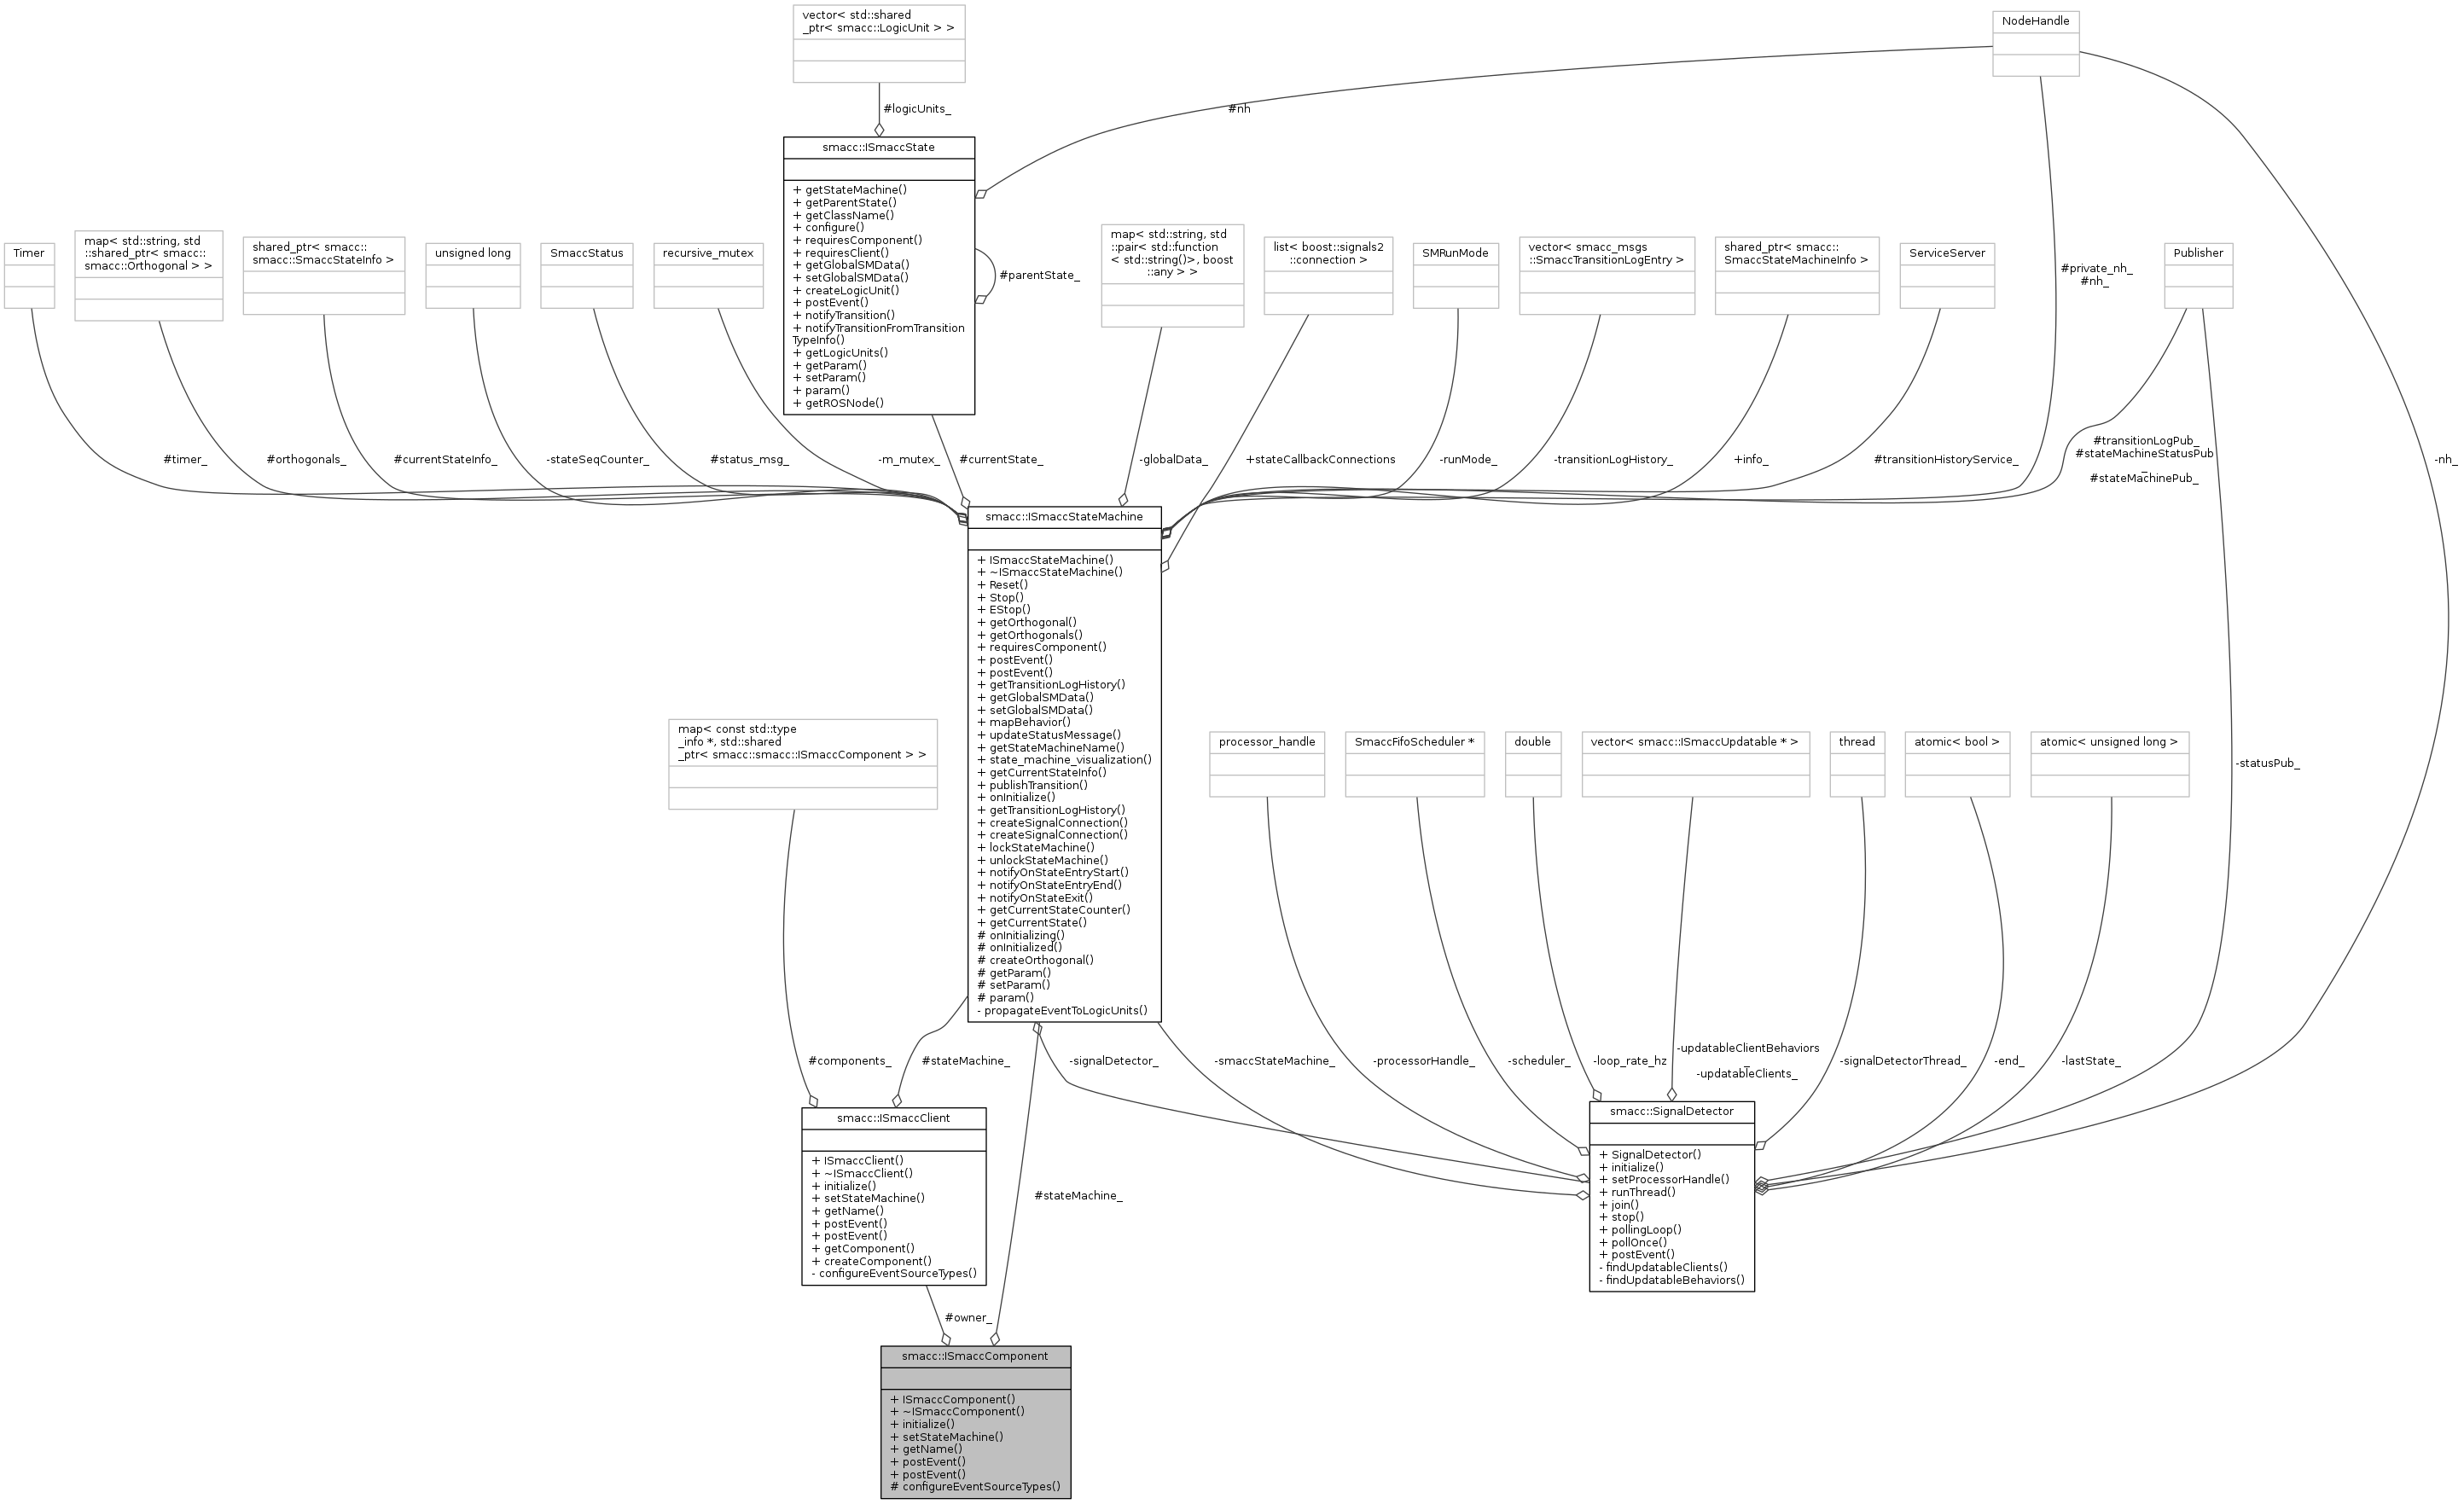 vector< std::shared
_ptr< smacc::LogicUnit > >
NodeHandle
#logicUnits_
#nh
smacc::ISmaccState
+ getStateMachine()
+ getParentState()
+ getClassName()
+ configure()
+ requiresComponent()
+ requiresClient()
+ getGlobalSMData()
+ setGlobalSMData()
+ createLogicUnit()
+ postEvent()
+ notifyTransition()
+ notifyTransitionFromTransition
TypeInfo()
+ getLogicUnits()
+ getParam()
+ setParam()
+ param()
+ getROSNode()
#parentState_
Timer
map< std::string, std
::shared_ptr< smacc::
smacc::Orthogonal > >
shared_ptr< smacc::
smacc::SmaccStateInfo >
unsigned long
SmaccStatus
recursive_mutex
map< std::string, std
::pair< std::function
< std::string()>, boost
::any > >
list< boost::signals2
::connection >
SMRunMode
vector< smacc_msgs
::SmaccTransitionLogEntry >
shared_ptr< smacc::
SmaccStateMachineInfo >
ServiceServer
#private_nh_
#nh_
Publisher
#timer_
#orthogonals_
#currentStateInfo_
-stateSeqCounter_
#status_msg_
-m_mutex_
#currentState_
-globalData_
+stateCallbackConnections
-runMode_
-transitionLogHistory_
+info_
#transitionHistoryService_
#transitionLogPub_
#stateMachineStatusPub
_
#stateMachinePub_
-nh_
smacc::ISmaccStateMachine
+ ISmaccStateMachine()
+ ~ISmaccStateMachine()
+ Reset()
+ Stop()
+ EStop()
+ getOrthogonal()
+ getOrthogonals()
+ requiresComponent()
+ postEvent()
+ postEvent()
+ getTransitionLogHistory()
+ getGlobalSMData()
+ setGlobalSMData()
+ mapBehavior()
+ updateStatusMessage()
+ getStateMachineName()
+ state_machine_visualization()
+ getCurrentStateInfo()
+ publishTransition()
+ onInitialize()
+ getTransitionLogHistory()
+ createSignalConnection()
+ createSignalConnection()
+ lockStateMachine()
+ unlockStateMachine()
+ notifyOnStateEntryStart()
+ notifyOnStateEntryEnd()
+ notifyOnStateExit()
+ getCurrentStateCounter()
+ getCurrentState()
# onInitializing()
# onInitialized()
# createOrthogonal()
# getParam()
# setParam()
# param()
- propagateEventToLogicUnits()
map< const std::type
_info *, std::shared
_ptr< smacc::smacc::ISmaccComponent > >
processor_handle
SmaccFifoScheduler *
double
vector< smacc::ISmaccUpdatable * >
thread
atomic< bool >
atomic< unsigned long >
-statusPub_
#components_
#stateMachine_
-signalDetector_
-smaccStateMachine_
-processorHandle_
-scheduler_
-loop_rate_hz
-updatableClientBehaviors
_
-updatableClients_
-signalDetectorThread_
-end_
-lastState_
smacc::ISmaccClient
+ ISmaccClient()
+ ~ISmaccClient()
+ initialize()
+ setStateMachine()
+ getName()
+ postEvent()
+ postEvent()
+ getComponent()
+ createComponent()
- configureEventSourceTypes()
#stateMachine_
smacc::SignalDetector
+ SignalDetector()
+ initialize()
+ setProcessorHandle()
+ runThread()
+ join()
+ stop()
+ pollingLoop()
+ pollOnce()
+ postEvent()
- findUpdatableClients()
- findUpdatableBehaviors()
#owner_
smacc::ISmaccComponent
+ ISmaccComponent()
+ ~ISmaccComponent()
+ initialize()
+ setStateMachine()
+ getName()
+ postEvent()
+ postEvent()
# configureEventSourceTypes()